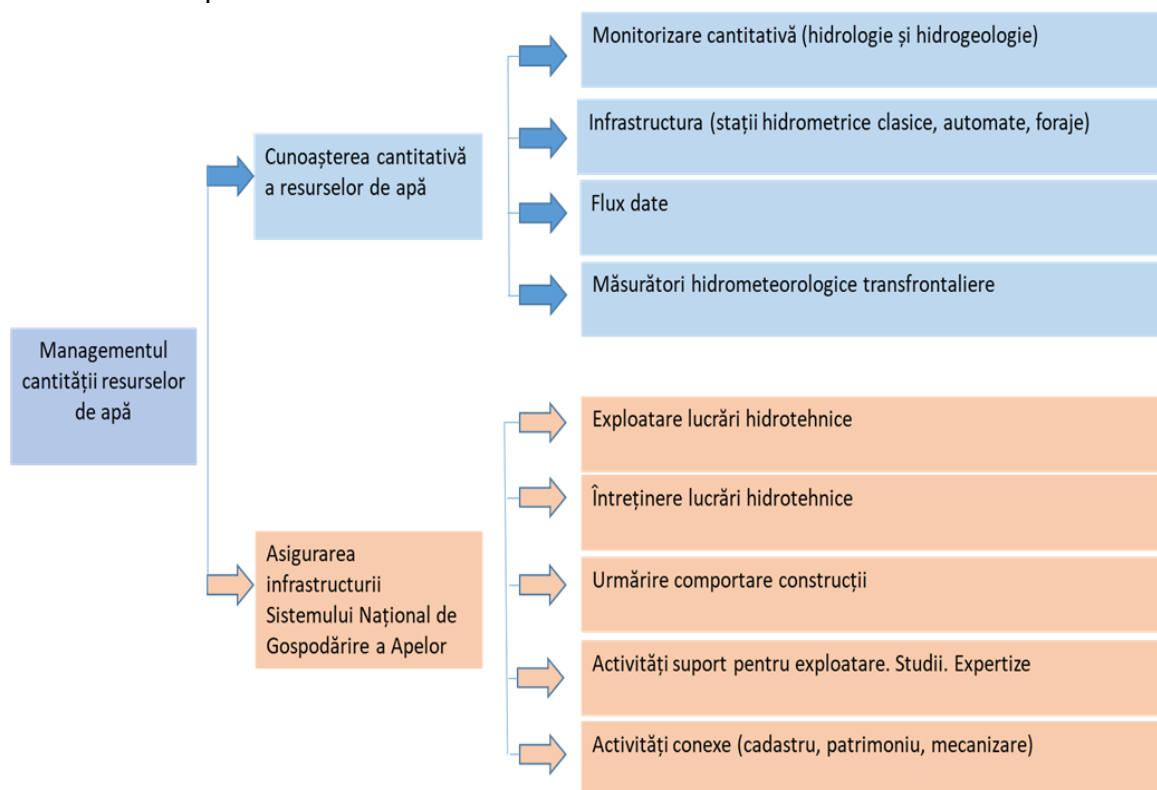 Managementul
cantității resurselor
de apă
Cunoașterea cantitativă
a resurselor de apă
Monitorizare cantitativă (hidrologie și hidrogeologie)
Infrastructura (stații hidrometrice clasice, automate, foraje)
Flux date
Măsurători hidrometeorologice transfrontaliere
Asigurarea
infrastructurii
Sistemului Național de
Gospodărire a Apelor
Exploatare lucrări hidrotehnice
Întreținere lucrări hidrotehnice
Urmărire comportare construcții
Activități suport pentru exploatare. Studii. Expertize
Activități conexe (cadastru, patrimoniu, mecanizare)